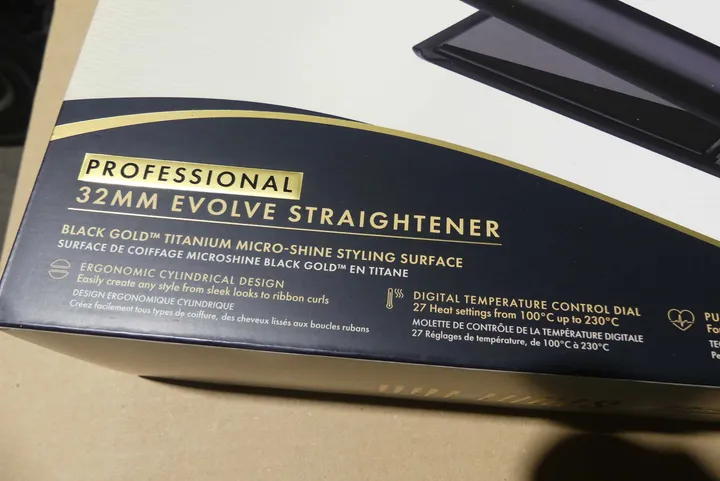 PROFESSIONAL
32MM EVOLVE STRAIGHTENER
BLACK GOLD™ TITANIUM MICRO-SHINE STYLING SURFACE
SURFACE DE COIFFAGE MICROSHINE BLACK GOLD™ EN TITANE
ERGONOMIC CYLINDRICAL DESIGN
Easily create any style from sleek looks to ribbon curls
DESIGN ERGONOMIQUE CYLINDRIQUE
Créez facilement tous types de coiffure, des cheveux lissés aux boucles rubans
DIGITAL TEMPERATURE CONTROL DIAL
27 Heat settings from 100°C up to 230°C
MOLETTE DE CONTRÔLE DE LA TEMPÉRATURE DIGITALE
27 Réglages de température, de 100°C à 230°C